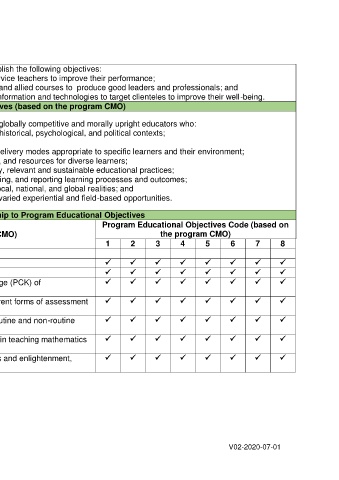 lish the following objectives:
vice teachers to improve their performance;
and allied courses to produce good leaders and professionals; and
nformation and technologies to target clienteles to improve their well-being.
ves (based on the program CMO)
globally competitive and morally upright educators who:
historical, psychological, and political contexts;
delivery modes appropriate to specific learners and their environment;
, and resources for diverse learners;
y, relevant and sustainable educational practices;
ing, and reporting learning processes and outcomes;
ocal, national, and global realities; and
varied experiential and field-based opportunities.
hip to Program Educational Objectives
CMO)
Program Educational Objectives Code (based on
the program CMO)
1 2 3 4 5 6 7 8
✓ ✓ ✓ ✓ ✓ ✓ ✓ ✓
✓ ✓ ✓ ✓ ✓ ✓ ✓ ✓
ge (PCK) of ✓ ✓ ✓ ✓ ✓ ✓ ✓ ✓
rent forms of assessment ✓ ✓ ✓ ✓ ✓ ✓ ✓ ✓
utine and non-routine ✓ ✓ ✓ ✓ ✓ ✓ ✓ ✓
in teaching mathematics ✓ ✓ ✓ ✓ ✓ ✓ ✓ ✓
s and enlightenment, ✓ ✓ ✓ ✓ ✓ ✓ ✓ ✓
V02-2020-07-01